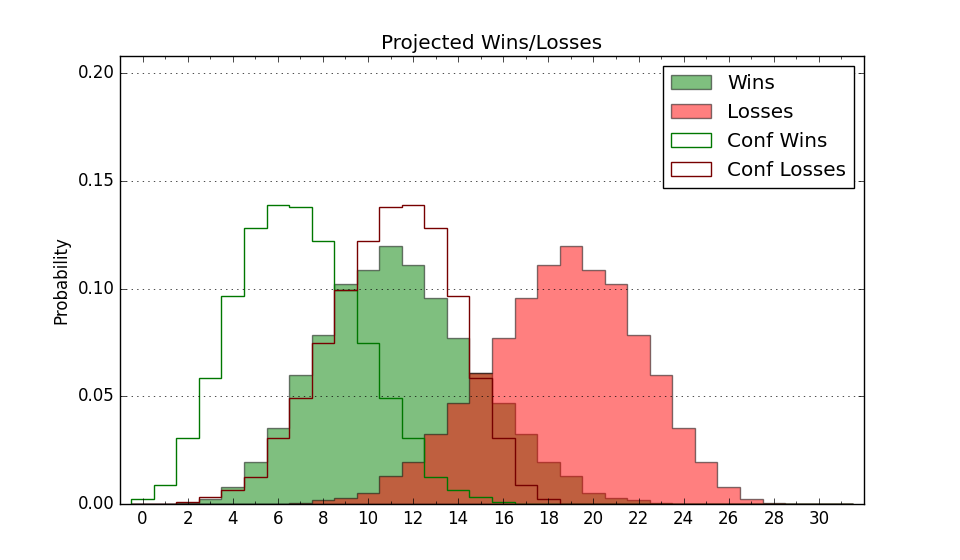 Projected Wins/Losses
0.20
0.15
0.10
0.05
0.00
Probability
Wins
Losses
Conf Wins
Conf Losses
0 2 4 6 8 10 12 14 16 18 20 22 24 26 28 30